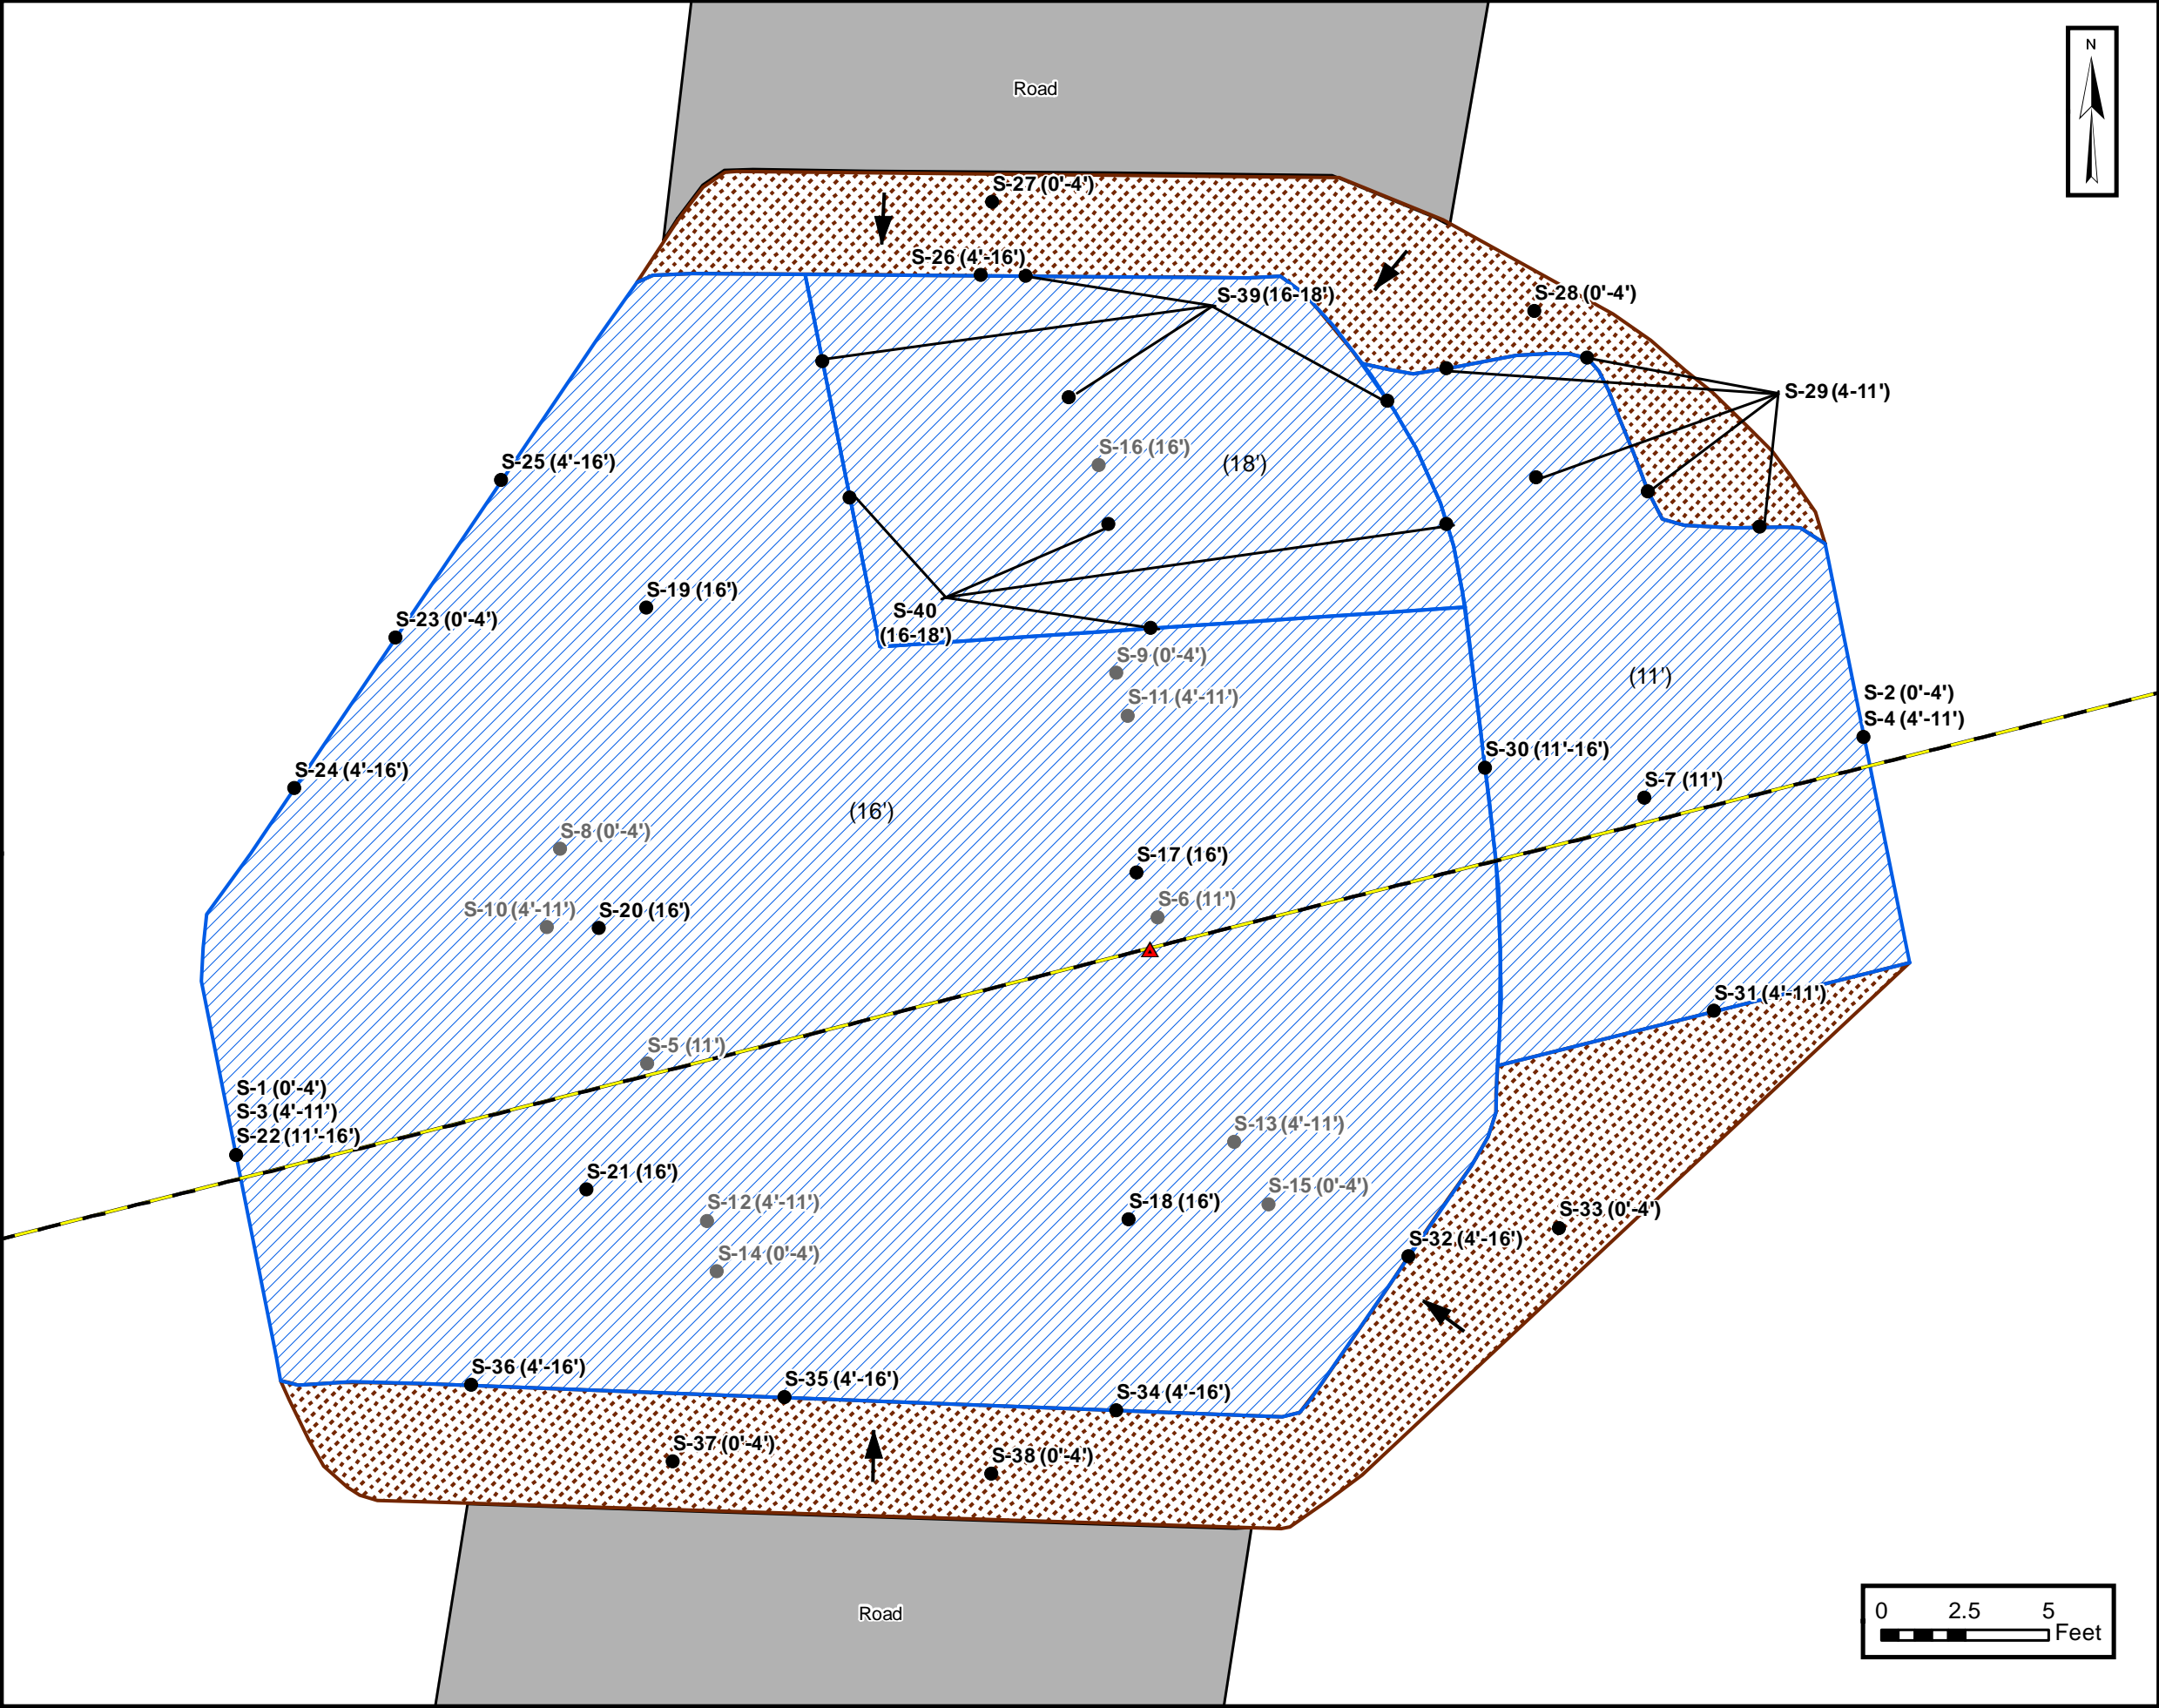 N
Road
S-27 (0'-4')
S-26 (4'-16')
S-39 (16-18')
S-28 (0'-4')
S-29 (4-11')
S-16 (16')
(18')
S-25 (4'-16')
S-19 (16')
S-23 (0'-4')
S-40
(16-18')
S-9 (0'-4')
S-11 (4'-11')
(11')
S-2 (0'-4')
S-4 (4'-11')
S-30 (11'-16')
S-24 (4'-16')
S-7 (11')
(16')
S-8 (0'-4')
S-17 (16')
S-6 (11')
S-10 (4'-11')
S-20 (16')
S-31 (4'-11')
S-5 (11')
S-1 (0'-4')
S-3 (4'-11')
S-22 (11'-16')
S-13 (4'-11')
S-21 (16')
S-12 (4'-11')
S-18 (16')
S-15 (0'-4')
S-33 (0'-4')
S-32 (4'-16')
S-14 (0'-4')
S-36 (4'-16')
S-35 (4'-16')
S-34 (4'-16')
S-37 (0'-4')
S-38 (0'-4')
Road
0 2.5 5
Feet